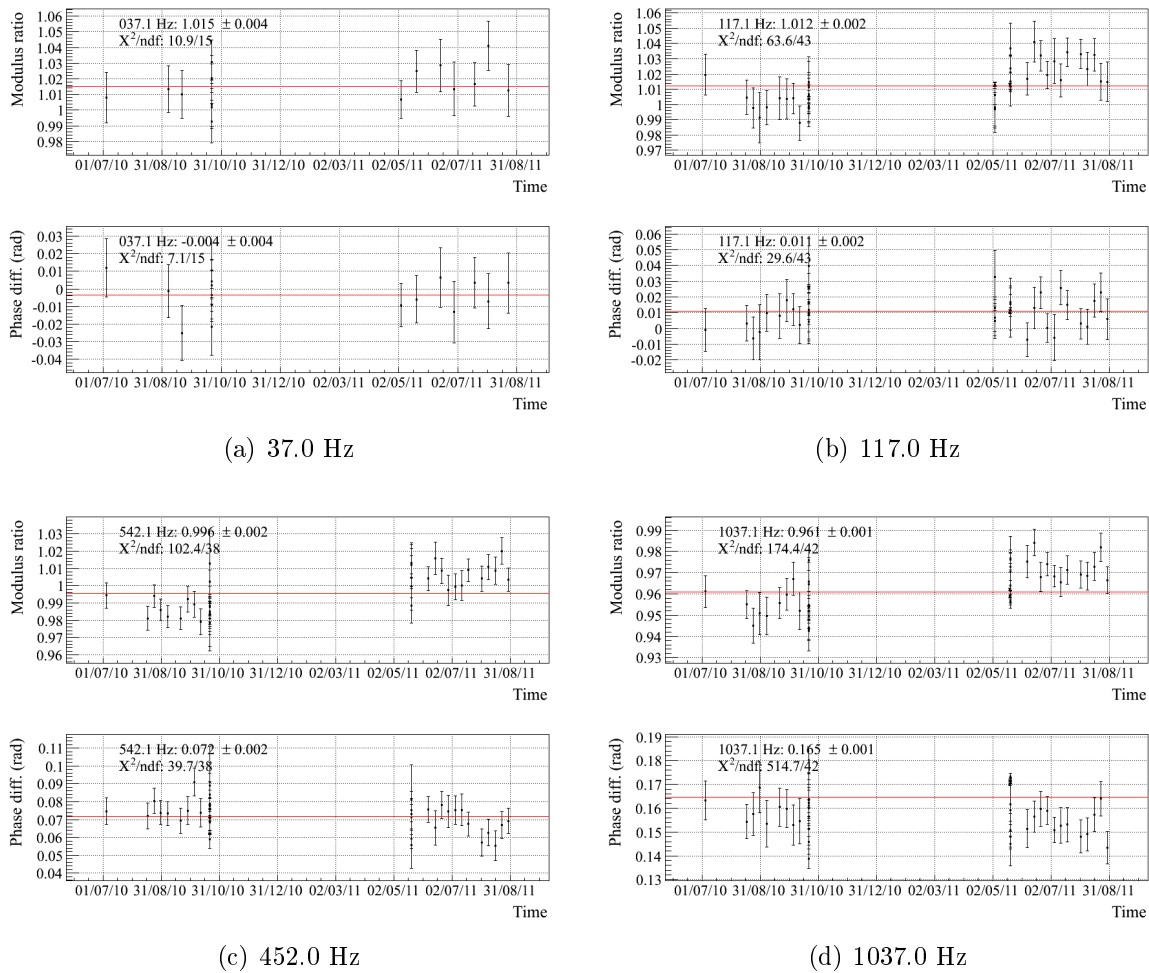 Modulus ratio
1.06
1.05
1.04
1.03
1.02
1.01
1
0.99
0.98
037.1 Hz: 1.015 ± 0.004
X²/ndf: 10.9/15
01/07/10 31/08/10 31/10/10 31/12/10 02/03/11 02/05/11 02/07/11 31/08/11
Time
Phase diff. (rad)
0.03
0.02
0.01
0
-0.01
-0.02
-0.03
-0.04
037.1 Hz: -0.004 ± 0.004
X²/ndf: 7.1/15
01/07/10 31/08/10 31/10/10 31/12/10 02/03/11 02/05/11 02/07/11 31/08/11
Time
(a) 37.0 Hz
Modulus ratio
1.06
1.05
1.04
1.03
1.02
1.01
1
0.99
0.98
0.97
117.1 Hz: 1.012 ± 0.002
X²/ndf: 63.6/43
01/07/10 31/08/10 31/10/10 31/12/10 02/03/11 02/05/11 02/07/11 31/08/11
Time
Phase diff. (rad)
0.06
0.05
0.04
0.03
0.02
0.01
0
-0.01
-0.02
117.1 Hz: 0.011 ± 0.002
X²/ndf: 29.6/43
01/07/10 31/08/10 31/10/10 31/12/10 02/03/11 02/05/11 02/07/11 31/08/11
Time
(b) 117.0 Hz
Modulus ratio
1.03
1.02
1.01
1
0.99
0.98
0.97
0.96
542.1 Hz: 0.996 ± 0.002
X²/ndf: 102.4/38
01/07/10 31/08/10 31/10/10 31/12/10 02/03/11 02/05/11 02/07/11 31/08/11
Time
Phase diff. (rad)
0.11
0.1
0.09
0.08
0.07
0.06
0.05
0.04
542.1 Hz: 0.072 ± 0.002
X²/ndf: 39.7/38
01/07/10 31/08/10 31/10/10 31/12/10 02/03/11 02/05/11 02/07/11 31/08/11
Time
(c) 452.0 Hz
Modulus ratio
0.99
0.98
0.97
0.96
0.95
0.94
0.93
1037.1 Hz: 0.961 ± 0.001
X²/ndf: 174.4/42
01/07/10 31/08/10 31/10/10 31/12/10 02/03/11 02/05/11 02/07/11 31/08/11
Time
Phase diff. (rad)
0.19
0.18
0.17
0.16
0.15
0.14
0.13
1037.1 Hz: 0.165 ± 0.001
X²/ndf: 514.7/42
01/07/10 31/08/10 31/10/10 31/12/10 02/03/11 02/05/11 02/07/11 31/08/11
Time
(d) 1037.0 Hz